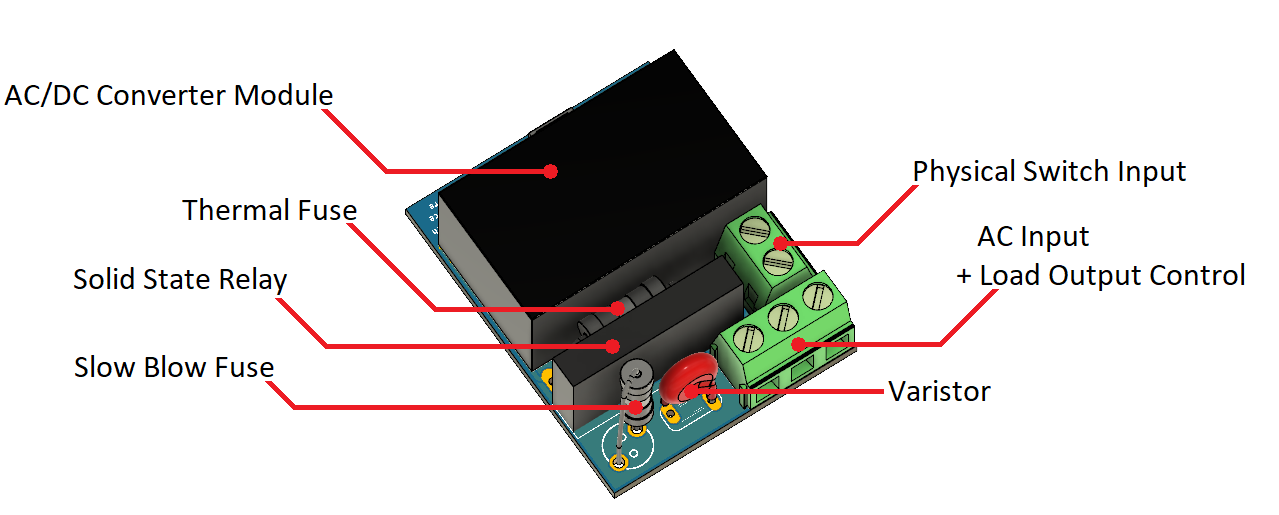 AC/DC Converter Module
Thermal Fuse
Solid State Relay
Slow Blow Fuse
Physical Switch Input
AC Input
+ Load Output Control
Varistor